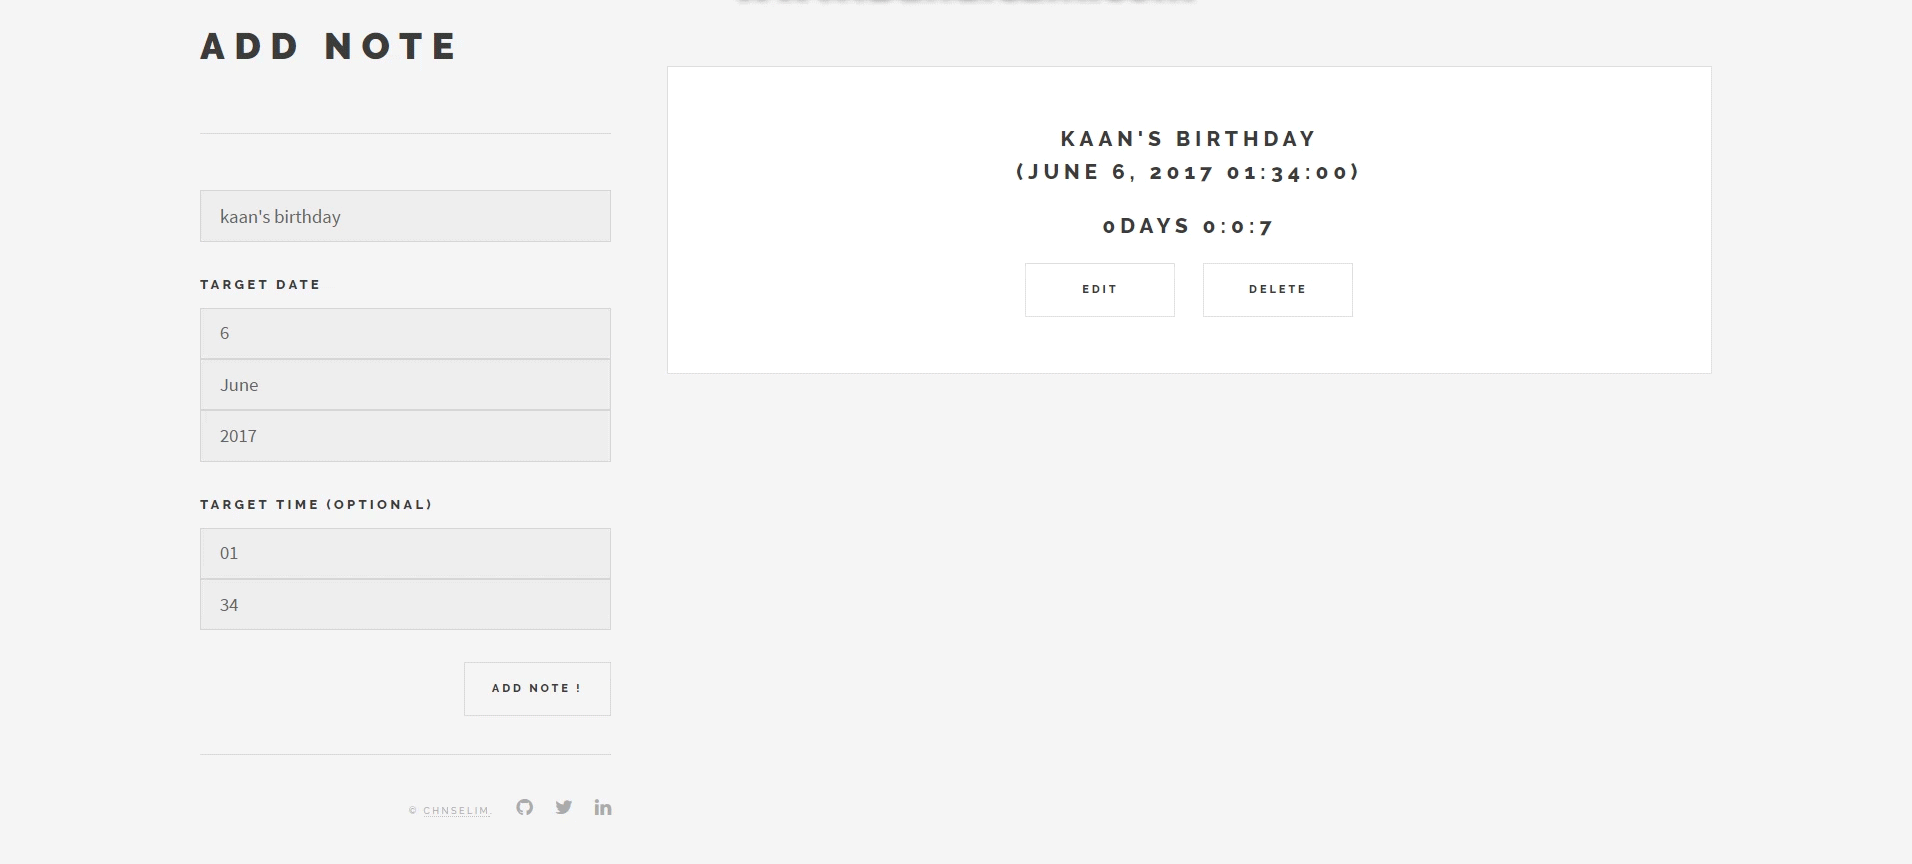 ADD NOTE
kaan's birthday
TARGET DATE
6
June
2017
TARGET TIME (OPTIONAL)
01
34
ADD NOTE !
© CHNSELIM.
KAAN'S BIRTHDAY
(JUNE 6, 2017 01:34:00)
0DAYS 0:0:7
EDIT
DELETE